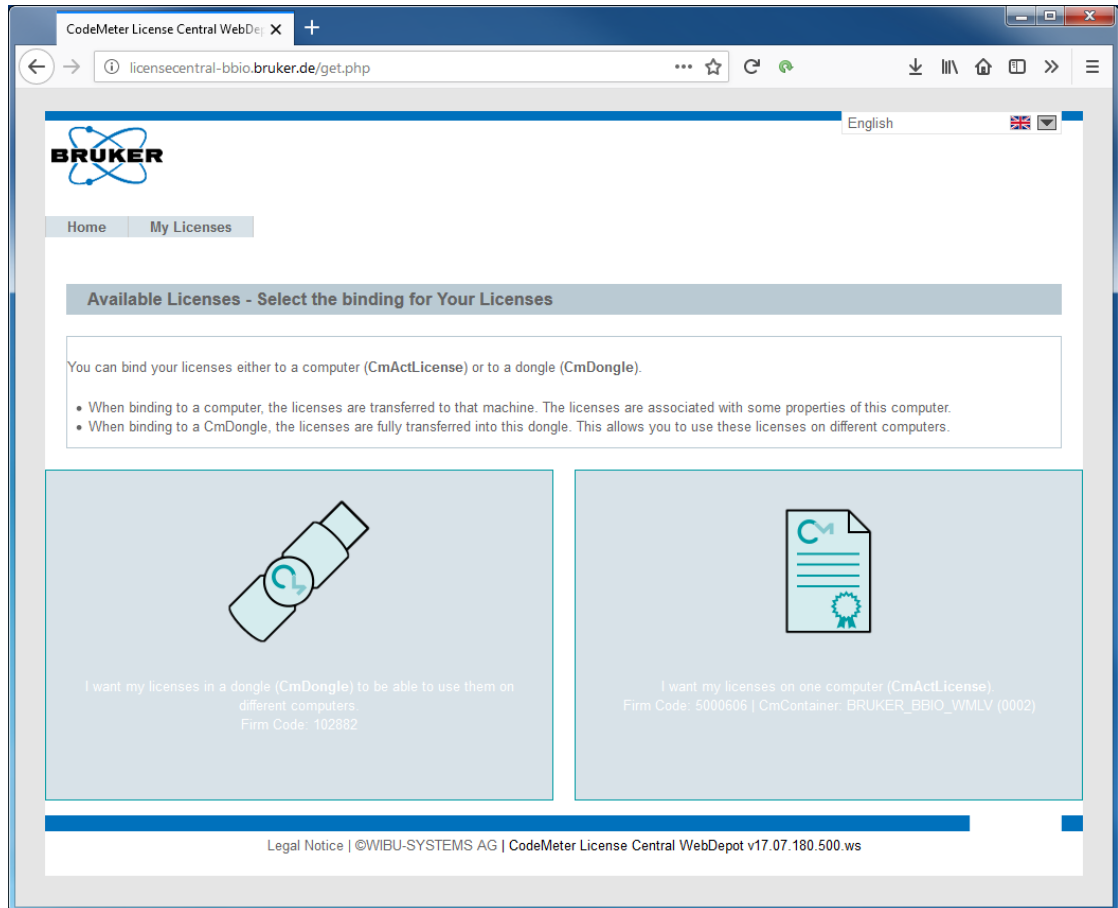 CodeMeter License Central WebDe
licensecentral-bbio.bruker.de/get.php
English
BRUKER
Home My Licenses
Available Licenses - Select the binding for Your Licenses
You can bind your licenses either to a computer (CmActLicense) or to a dongle (CmDongle).
• When binding to a computer, the licenses are transferred to that machine. The licenses are associated with some properties of this computer.
• When binding to a CmDongle, the licenses are fully transferred into this dongle. This allows you to use these licenses on different computers.
I want my licenses in a dongle (CmDongle) to be able to use them on
different computers.
Firm Code: 102882
I want my licenses on one computer (CmActLicense).
Firm Code: 5000606 | CmContainer: BRUKER_BBIO_WMLV (0002)
Legal Notice | ©WIBU-SYSTEMS AG | CodeMeter License Central WebDepot v17.07.180.500.ws